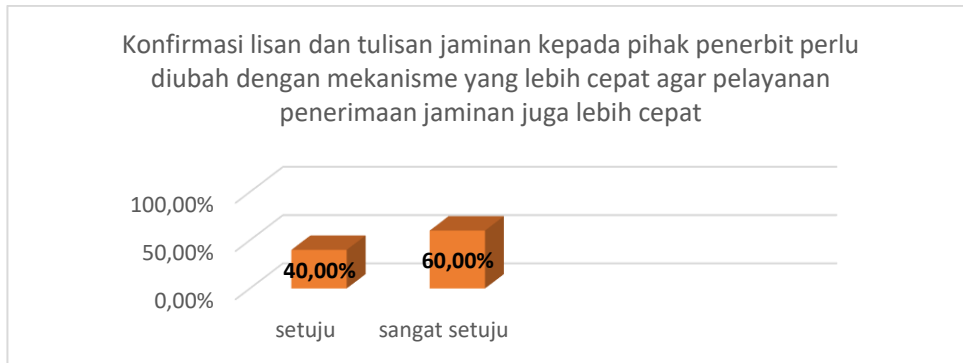 Konfirmasi lisan dan tulisan jaminan kepada pihak penerbit perlu
diubah dengan mekanisme yang lebih cepat agar pelayanan
penerimaan jaminan juga lebih cepat
100,00%
50,00%
0,00%
40,00%
60,00%
setuju
sangat setuju